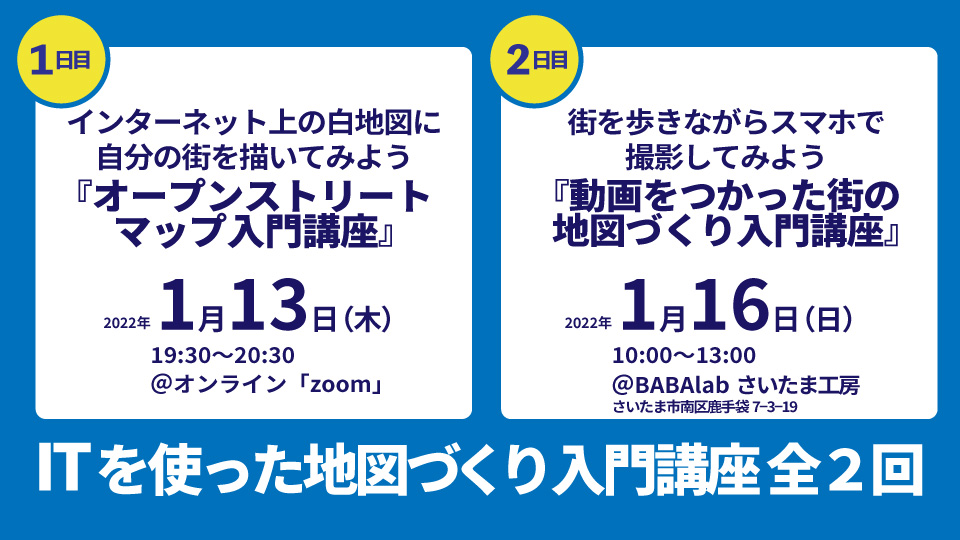 1日目
インターネット上の白地図に
自分の街を描いてみよう
『オープンストリート
マップ入門講座』
2022年 1月13日（木）
19:30〜20:30
@オンライン「zoom」
2日目
街を歩きながらスマホで
撮影してみよう
『動画をつかった街の
地図づくり入門講座』
2022年 1月16日（日）
10:00〜13:00
@BABAlab さいたま工房
さいたま市南区鹿手袋 7−3−19
ITを使った地図づくり入門講座 全２回